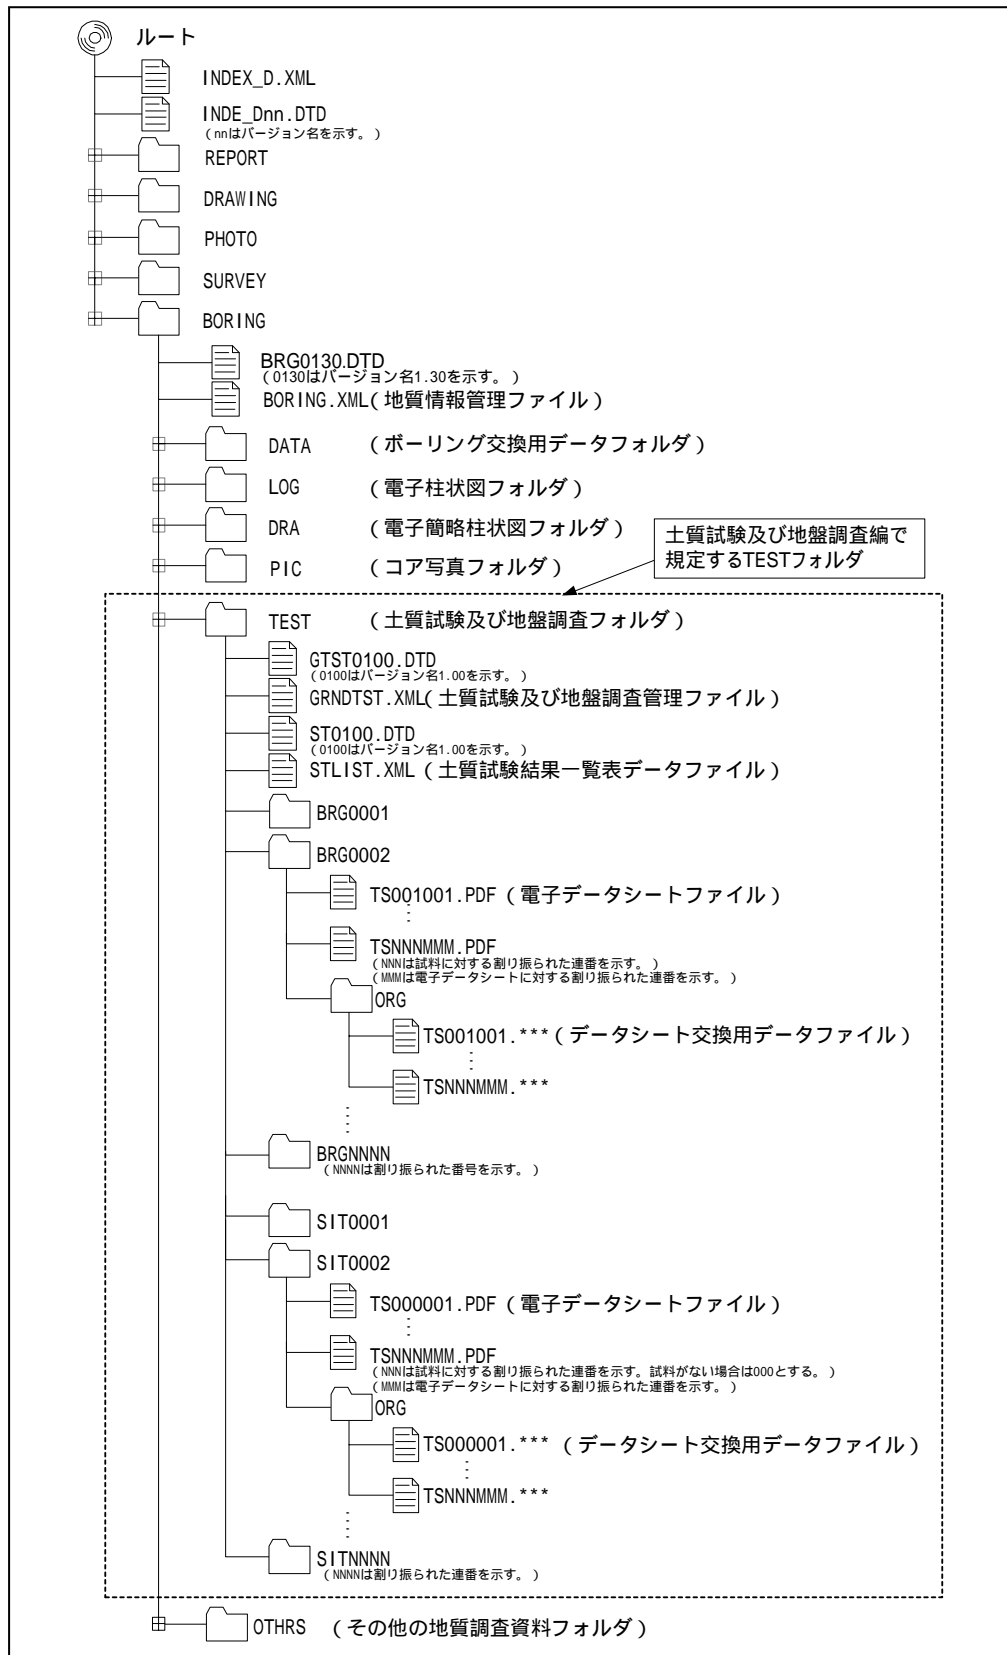 ルート
INDEX_D.XML
INDE_Dnn.DTD
(nnはバージョン名を示す。)
REPORT
DRAWING
PHOTO
SURVEY
BORING
BRG0130.DTD
(0130はバージョン名1.30を示す。)
BORING.XML(地質情報管理ファイル)
DATA (ボーリング交換用データフォルダ)
LOG (電子柱状図フォルダ)
DRA (電子簡略柱状図フォルダ)
土質試験及び地盤調査編で
規定するTESTフォルダ
PIC (コア写真フォルダ)
TEST (土質試験及び地盤調査フォルダ)
GTST0100.DTD
(0100はバージョン名1.00を示す。)
GRNDTST.XML(土質試験及び地盤調査管理ファイル)
ST0100.DTD
(0100はバージョン名1.00を示す。)
STLIST.XML (土質試験結果一覧表データファイル)
BRG0001
BRG0002
TS001001.PDF (電子データシートファイル)
TSNNNMMM.PDF
(NNNは試料に対する割り振られた連番を示す。)
(MMMは電子データシートに対する割り振られた連番を示す。)
ORG
TS001001.***(データシート交換用データファイル)
TSNNNMMM.***
BRGNNNN
(NNNNは割り振られた番号を示す。)
SIT0001
SIT0002
TS000001.PDF (電子データシートファイル)
TSNNNMMM.PDF
(NNNは試料に対する割り振られた連番を示す。試料がない場合は000とする。)
(MMMは電子データシートに対する割り振られた連番を示す。)
ORG
TS000001.*** (データシート交換用データファイル)
TSNNNMMM.***
SITNNNN
(NNNNは割り振られた連番を示す。)
OTHRS (その他の地質調査資料フォルダ)